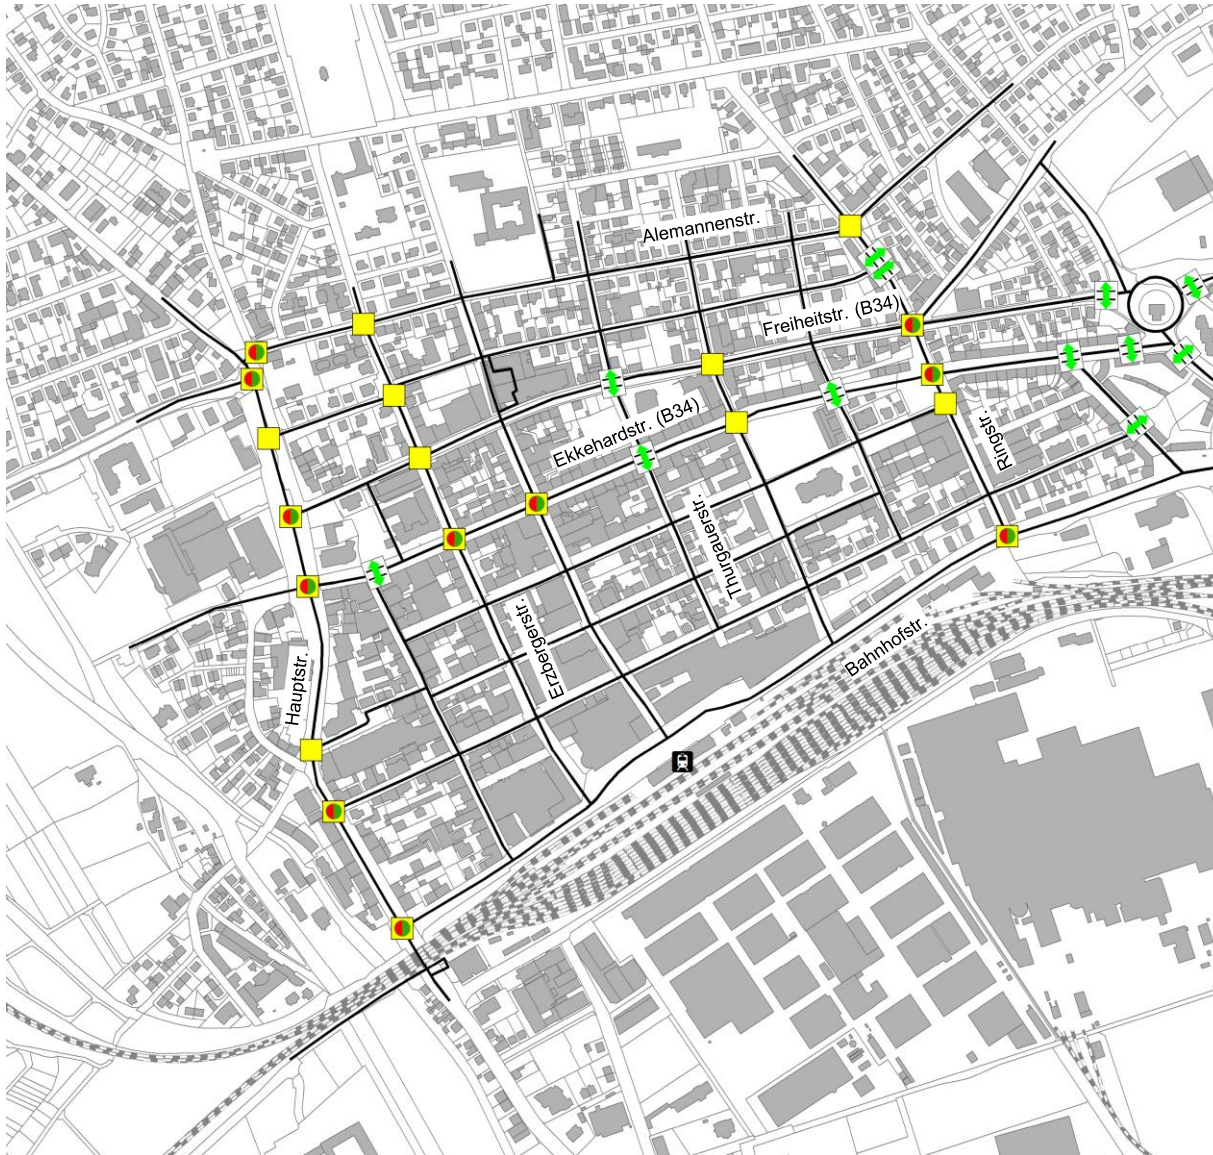 Alemannenstr.
Freiheitstr. (B34)
Ekkehardstr. (B34)
Ringstr.
Thurgauerstr.
Erzbergerstr.
Bahnhofstr.
Hauptstr.